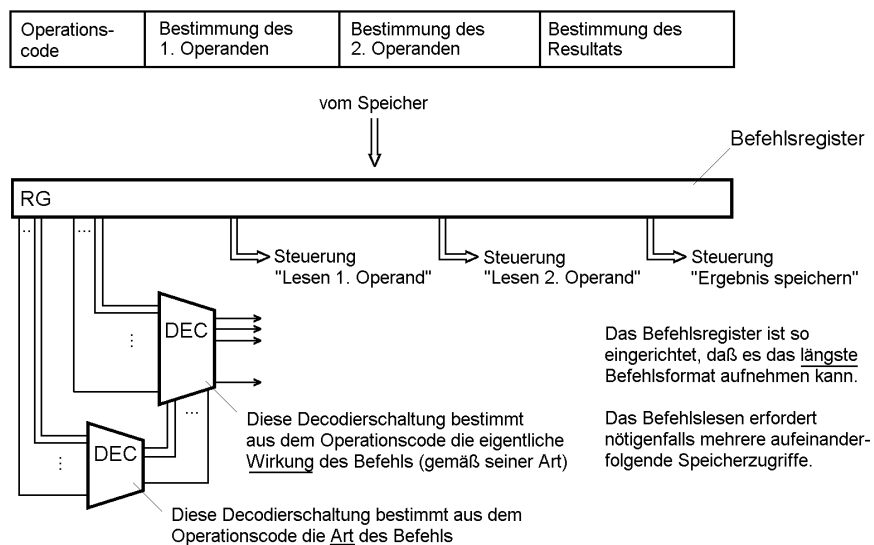 Operations-
code
Bestimmung des
1. Operanden
Bestimmung des
2. Operanden
Bestimmung des
Resultats
vom Speicher
Befehlsregister
RG
...
...
Steuerung
"Lesen 1. Operand"
Steuerung
"Lesen 2. Operand"
Steuerung
"Ergebnis speichern"
DEC
...
...
Das Befehlsregister ist so
eingerichtet, daß es das längste
Befehlsformat aufnehmen kann.
Das Befehlslesen erfordert
nötigenfalls mehrere aufeinander-
folgende Speicherzugriffe.
Diese Decodierschaltung bestimmt
aus dem Operationscode die eigentliche
Wirkung des Befehls (gemäß seiner Art)
DEC
...
Diese Decodierschaltung bestimmt aus dem
Operationscode die Art des Befehls